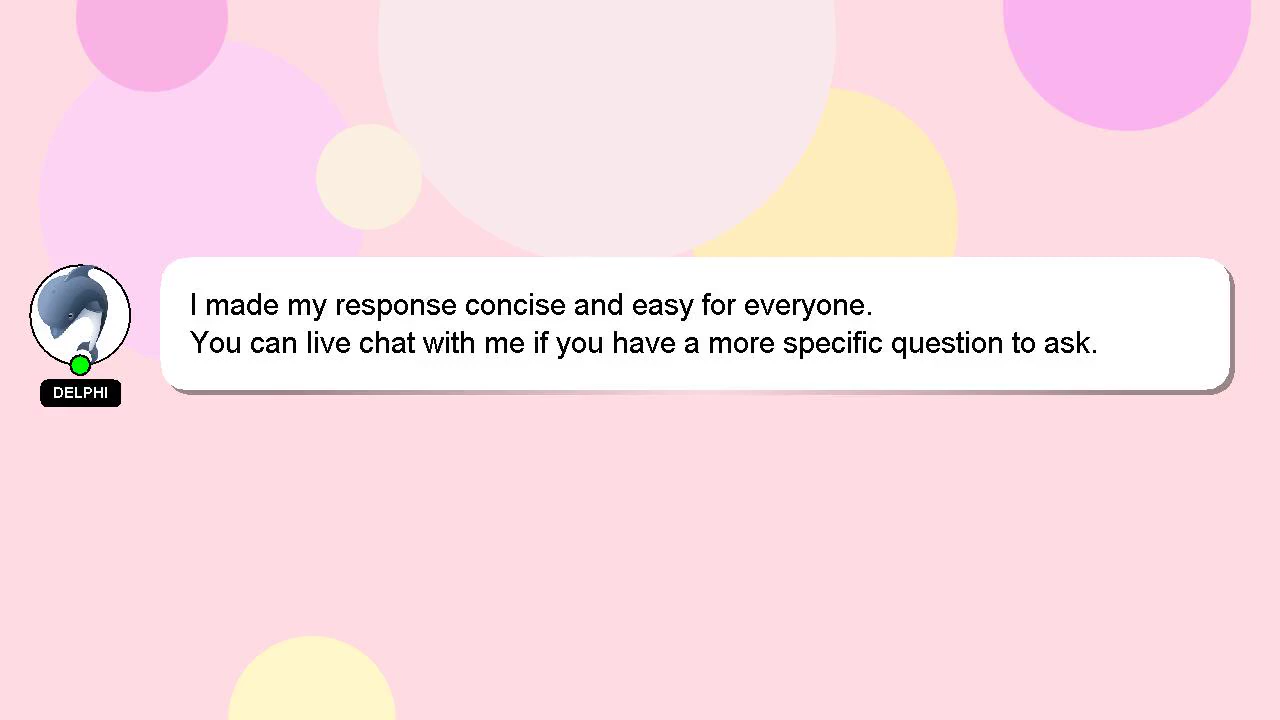 I made my response concise and easy for everyone.
You can live chat with me if you have a more specific question to ask.
DELPHI